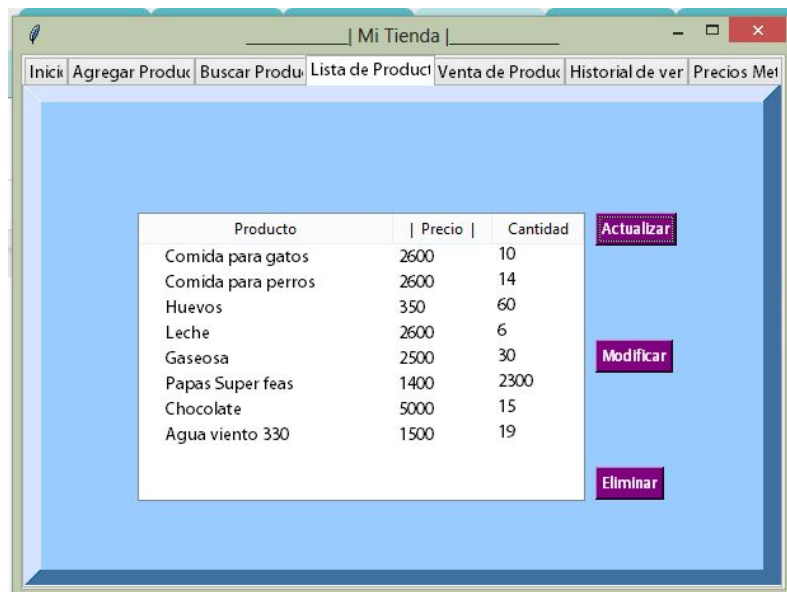 ____________| Mi Tienda |____________
Inici Agregar Produc Buscar Produ Lista de Product Venta de Produc Historial de ver Precios Met
Producto | Precio | Cantidad
Comida para gatos 2600 10
Comida para perros 2600 14
Huevos 350 60
Leche 2600 6
Gaseosa 2500 30
Papas Super feas 1400 2300
Chocolate 5000 15
Agua viento 330 1500 19
Actualizar
Modificar
Eliminar